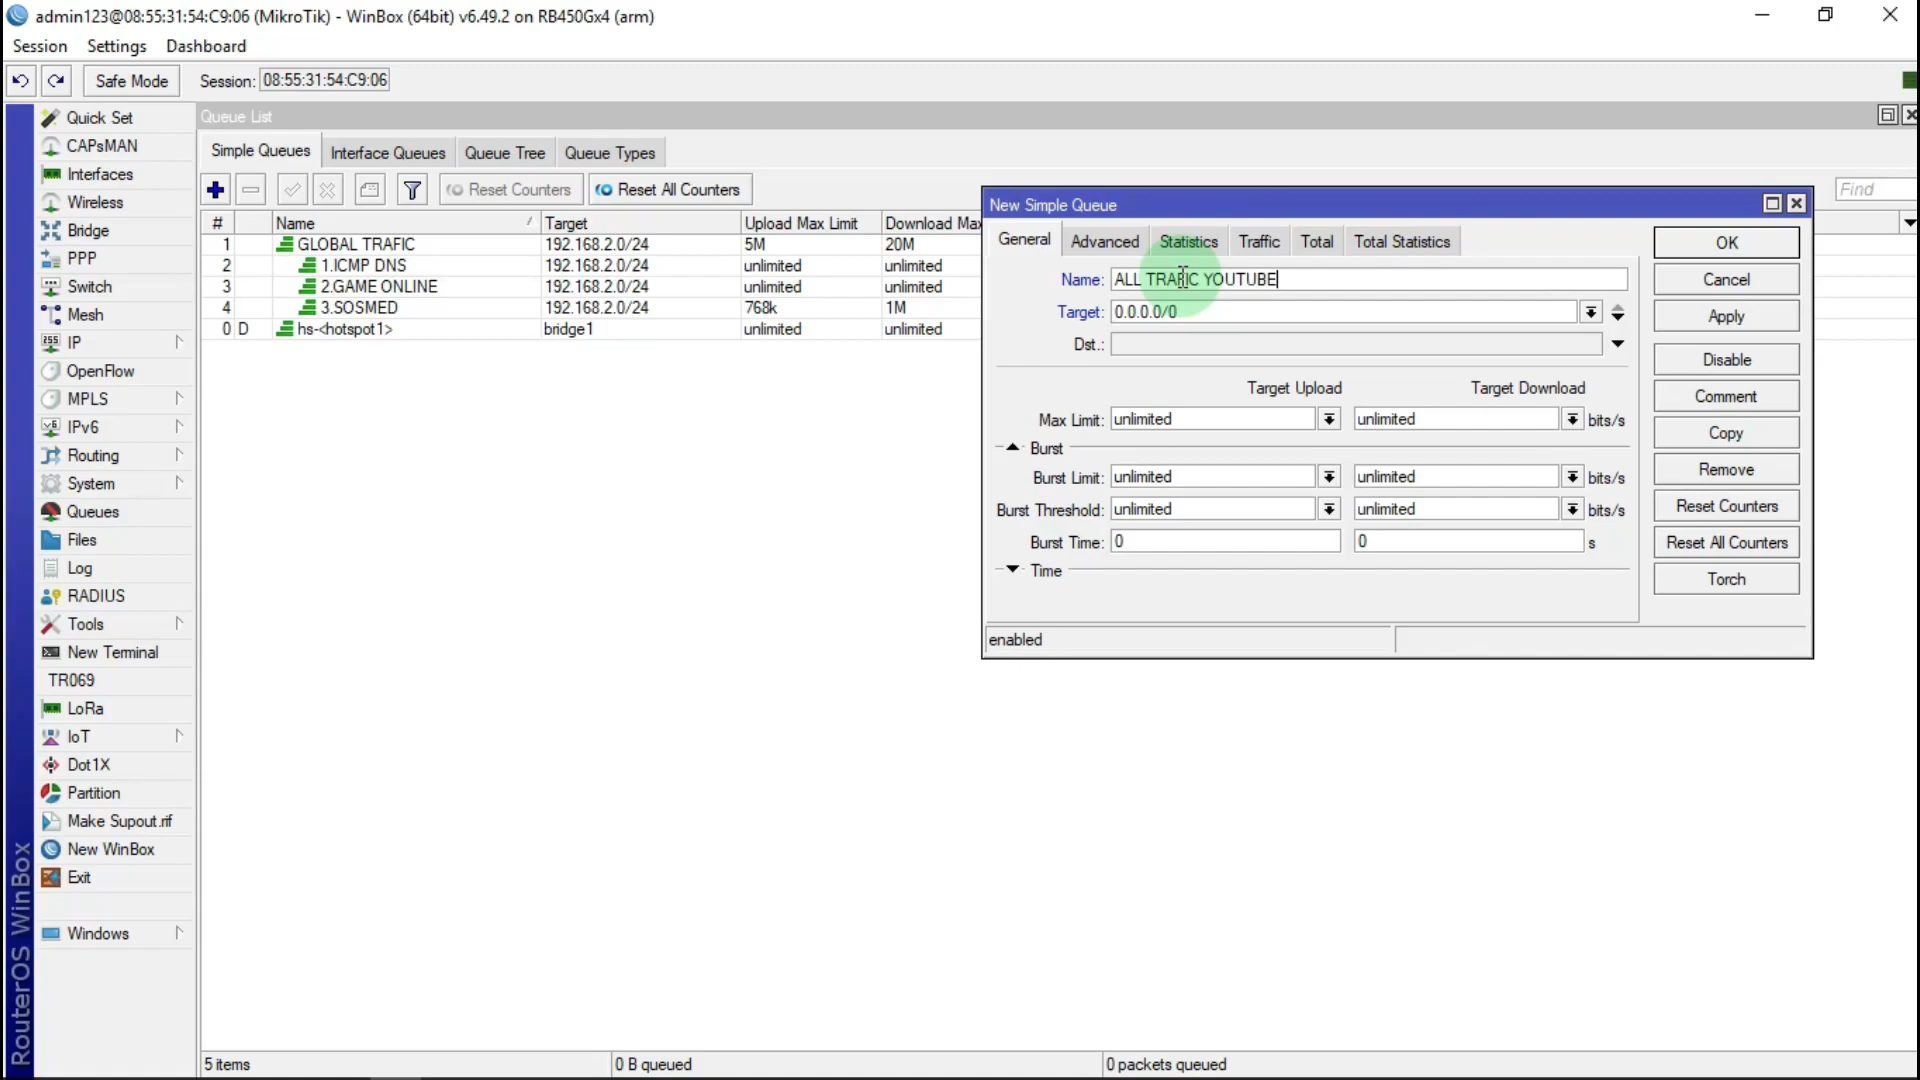 admin123@08:55:31:54:C9:06 (MikroTik) - WinBox (64bit) v6.49.2 on RB450Gx4 (arm)
Session Settings Dashboard
Safe Mode Session: 08:55:31:54:C9:06
Quick Set
CAPsMAN
Interfaces
Wireless
Bridge
PPP
Switch
Mesh
IP
OpenFlow
MPLS
IPv6
Routing
System
Queues
Files
Log
RADIUS
Tools
New Terminal
TR069
LoRa
IoT
Dot1X
Partition
Make Supout.rif
New WinBox
Exit
Windows
RouterOS WinBox
Queue List
Simple Queues Interface Queues Queue Tree Queue Types
Reset Counters Reset All Counters Find
# Name Target Upload Max Limit Download Max
1 GLOBAL TRAFIC 192.168.2.0/24 5M 20M
2 1.ICMP DNS 192.168.2.0/24 unlimited unlimited
3 2.GAME ONLINE 192.168.2.0/24 unlimited unlimited
4 3.SOSMED 192.168.2.0/24 768k 1M
0 D hs-<hotspot1> bridge1 unlimited unlimited
New Simple Queue
General Advanced Statistics Traffic Total Total Statistics
Name: ALL TRAFIC YOUTUBE
Target: 0.0.0.0/0
Dst.:
Target Upload Target Download
Max Limit: unlimited unlimited bits/s
Burst
Burst Limit: unlimited unlimited bits/s
Burst Threshold: unlimited unlimited bits/s
Burst Time: 0 0 s
Time
enabled
OK
Cancel
Apply
Disable
Comment
Copy
Remove
Reset Counters
Reset All Counters
Torch
5 items 0 B queued 0 packets queued